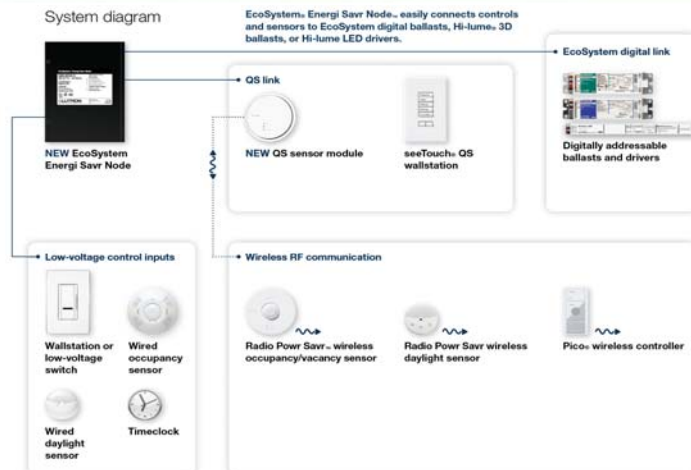 System diagram
EcoSystem® Energi Savr Node™ easily connects controls
and sensors to EcoSystem digital ballasts, Hi-lume® 3D
ballasts, or Hi-lume LED drivers.
EcoSystem digital link
QS link
LUTRON
NEW EcoSystem
Energi Savr Node
NEW QS sensor module
seeTouch® QS
wallstation
Digitally addressable
ballasts and drivers
Low-voltage control inputs
Wireless RF communication
Wallstation or
low-voltage
switch
Wired
occupancy
sensor
Radio Powr Savr™ wireless
occupancy/vacancy sensor
Radio Powr Savr wireless
daylight sensor
Pico® wireless controller
Wired
daylight
sensor
Timeclock